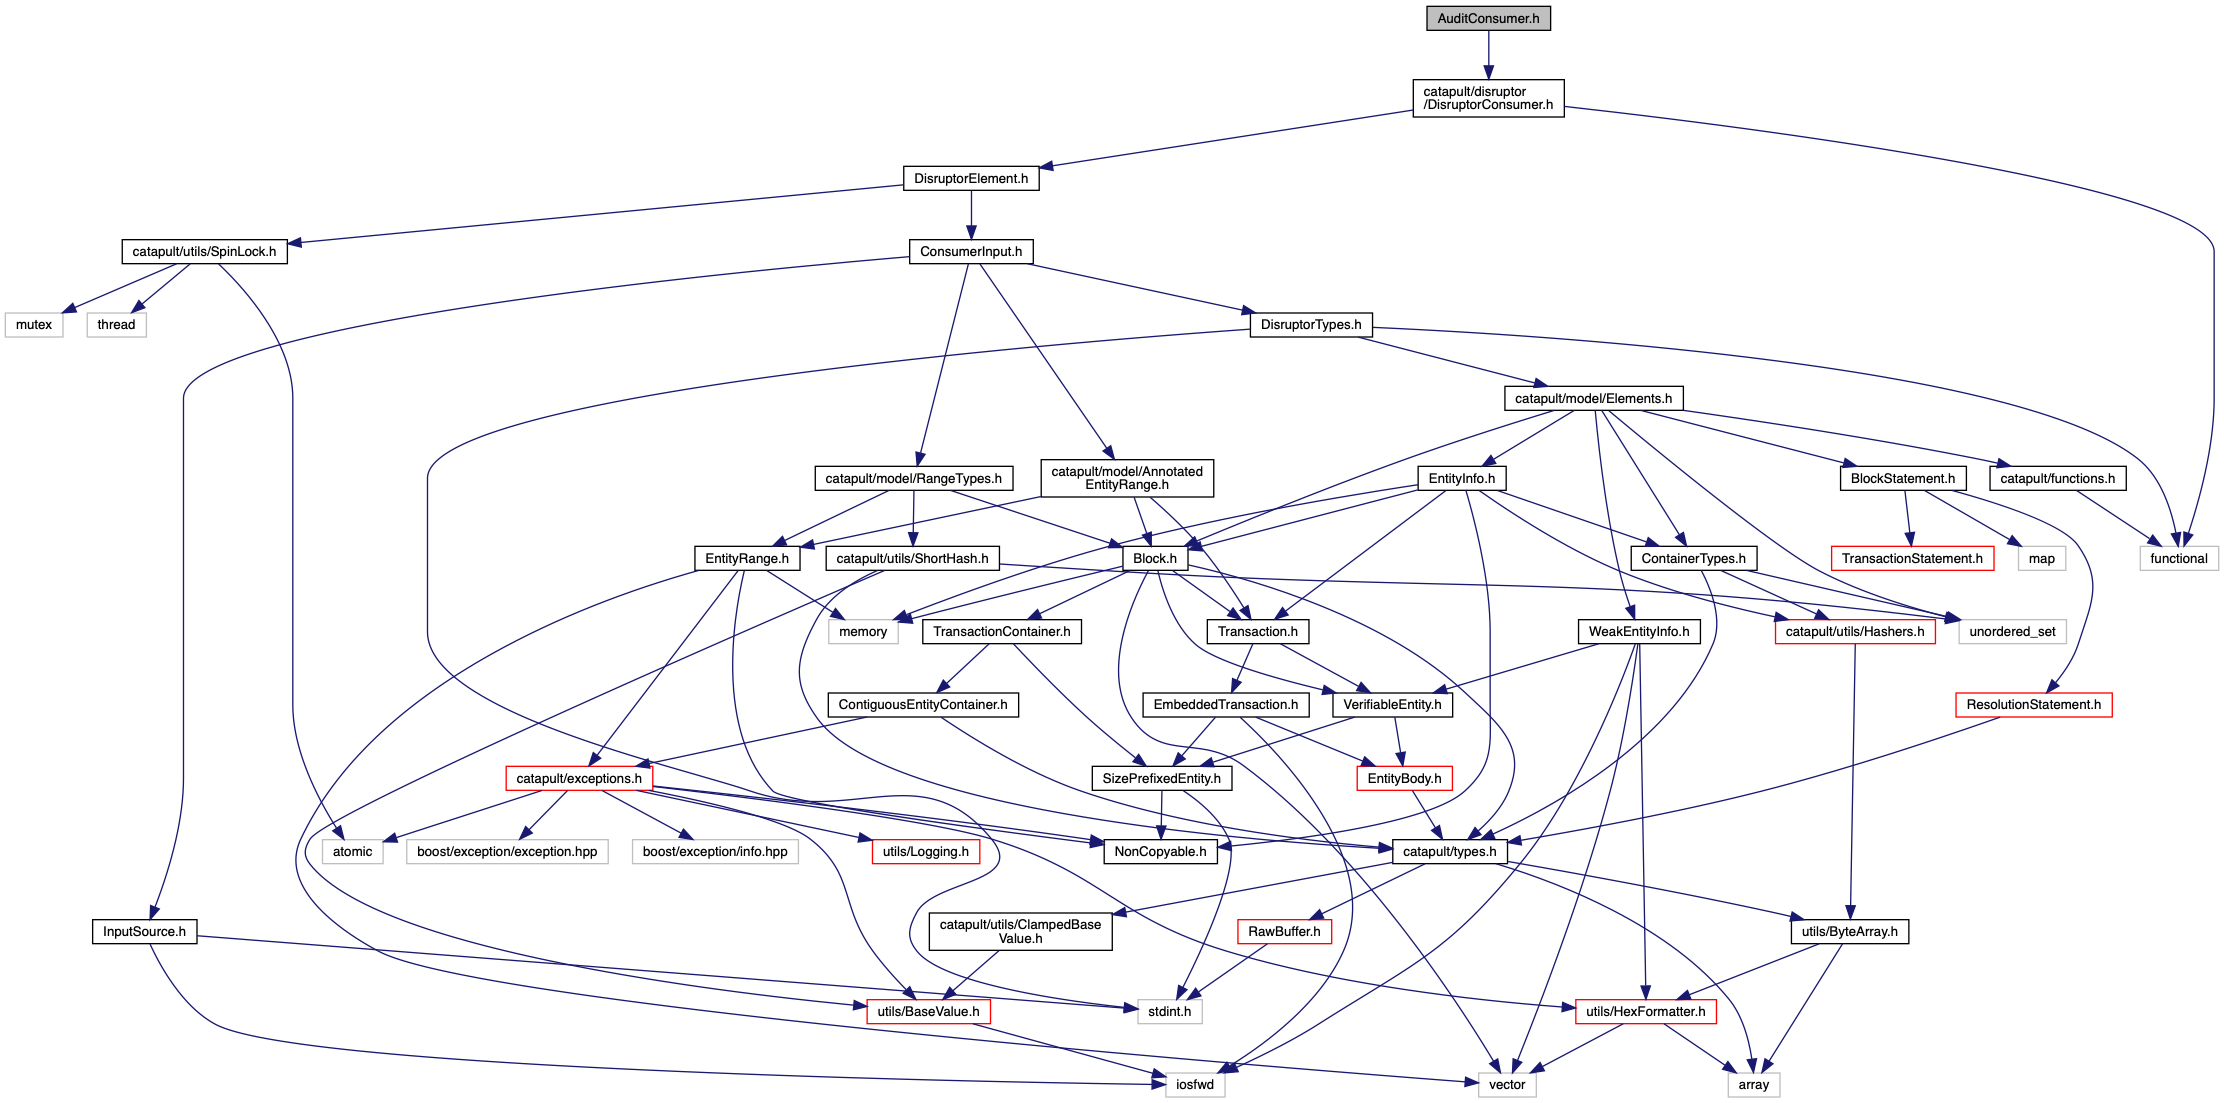 AuditConsumer.h
catapult/disruptor
/DisruptorConsumer.h
DisruptorElement.h
catapult/utils/SpinLock.h
ConsumerInput.h
mutex
thread
DisruptorTypes.h
catapult/model/Elements.h
catapult/model/RangeTypes.h
catapult/model/Annotated
EntityRange.h
EntityInfo.h
BlockStatement.h
catapult/functions.h
EntityRange.h
catapult/utils/ShortHash.h
Block.h
ContainerTypes.h
TransactionStatement.h
map
functional
memory
TransactionContainer.h
Transaction.h
WeakEntityInfo.h
catapult/utils/Hashers.h
unordered_set
ContiguousEntityContainer.h
EmbeddedTransaction.h
VerifiableEntity.h
ResolutionStatement.h
catapult/exceptions.h
SizePrefixedEntity.h
EntityBody.h
atomic
boost/exception/exception.hpp
boost/exception/info.hpp
utils/Logging.h
NonCopyable.h
catapult/types.h
InputSource.h
catapult/utils/ClampedBase
Value.h
RawBuffer.h
utils/ByteArray.h
utils/BaseValue.h
stdint.h
utils/HexFormatter.h
iosfwd
vector
array